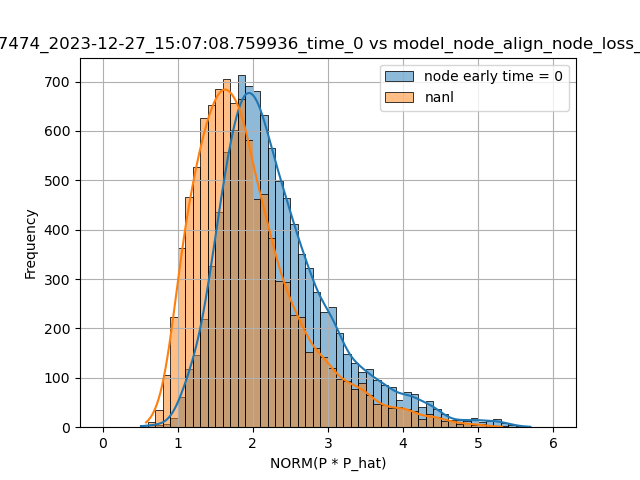 7474_2023-12-27_15:07:08.759936_time_0 vs model_node_align_node_loss_
node early time = 0
nanl
Frequency
700
600
500
400
300
200
100
0
0 1 2 3 4 5 6
NORM(P * P_hat)